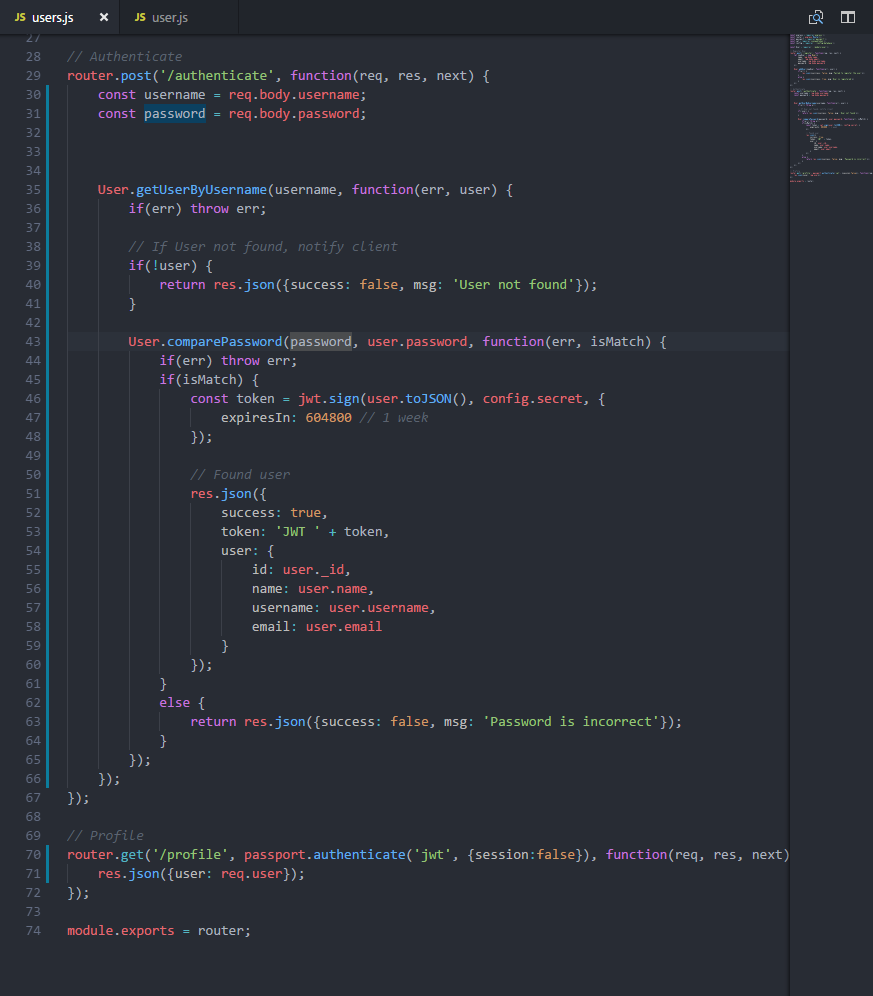 JS users.js × JS user.js
27
28 // Authenticate
29 router.post('/authenticate', function(req, res, next) {
30     const username = req.body.username;
31     const password = req.body.password;
32
33
34
35     User.getUserByUsername(username, function(err, user) {
36         if(err) throw err;
37
38         // If User not found, notify client
39         if(!user) {
40             return res.json({success: false, msg: 'User not found'});
41         }
42
43         User.comparePassword(password, user.password, function(err, isMatch) {
44             if(err) throw err;
45             if(isMatch) {
46                 const token = jwt.sign(user.toJSON(), config.secret, {
47                     expiresIn: 604800 // 1 week
48                 });
49
50                 // Found user
51                 res.json({
52                     success: true,
53                     token: 'JWT ' + token,
54                     user: {
55                         id: user._id,
56                         name: user.name,
57                         username: user.username,
58                         email: user.email
59                     }
60                 });
61             }
62             else {
63                 return res.json({success: false, msg: 'Password is incorrect'});
64             }
65         });
66     });
67 });
68
69 // Profile
70 router.get('/profile', passport.authenticate('jwt', {session:false}), function(req, res, next)
71     res.json({user: req.user});
72 });
73
74 module.exports = router;